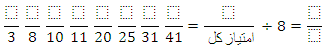 ⬚/3 ⬚/8 ⬚/10 ⬚/11 ⬚/20 ⬚/25 ⬚/31 ⬚/41 = ⬚/امتیاز کل ÷ 8 = ⬚/⬚